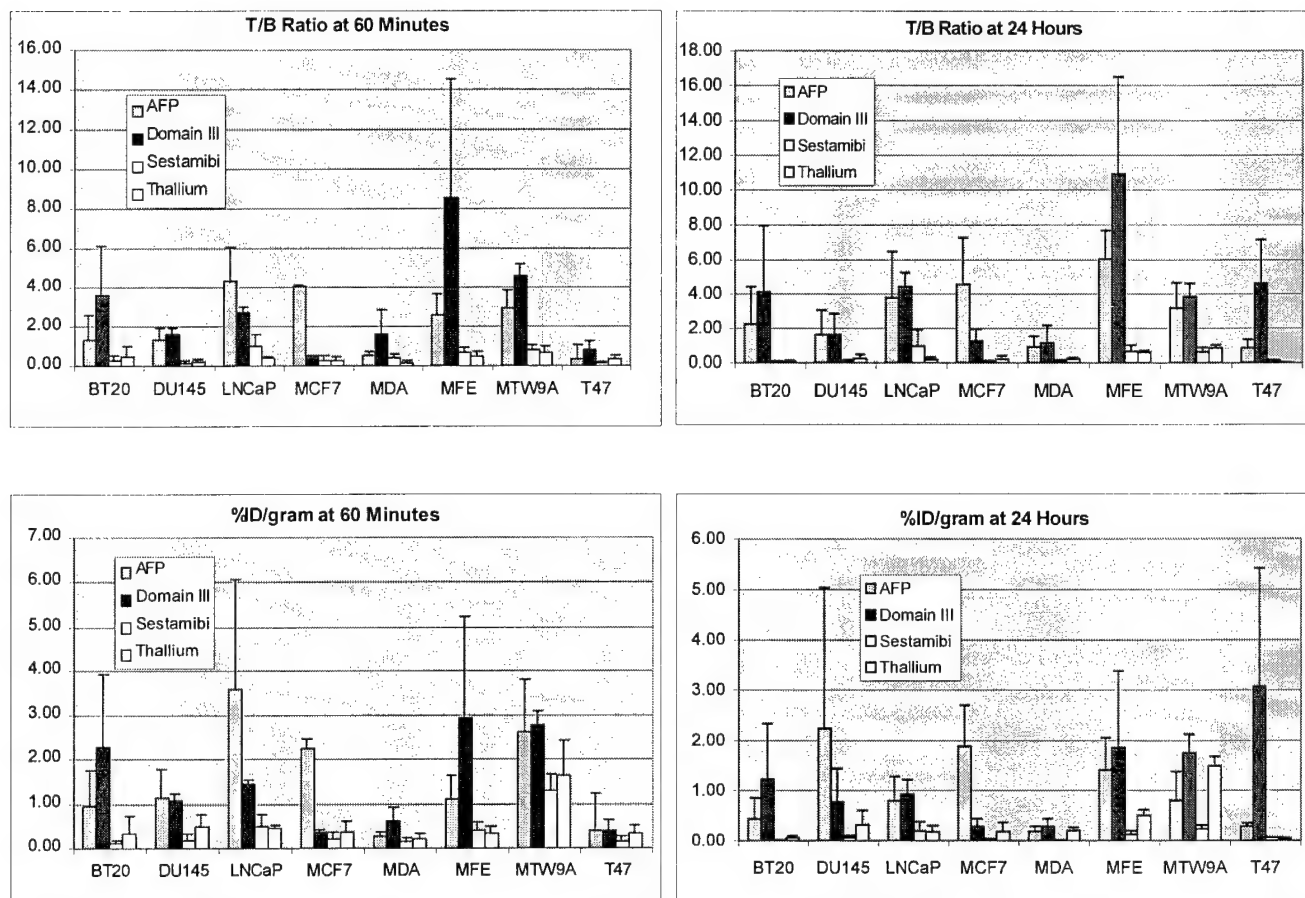 T/B Ratio at 60 Minutes
16.00
14.00
12.00
10.00
8.00
6.00
4.00
2.00
0.00
AFP
Domain III
Sestamibi
Thallium
BT20 DU145 LNCaP MCF7 MDA MFE MTW9A T47
T/B Ratio at 24 Hours
18.00
16.00
14.00
12.00
10.00
8.00
6.00
4.00
2.00
0.00
AFP
Domain III
Sestamibi
Thallium
BT20 DU145 LNCaP MCF7 MDA MFE MTW9A T47
%ID/gram at 60 Minutes
7.00
6.00
5.00
4.00
3.00
2.00
1.00
0.00
AFP
Domain III
Sestamibi
Thallium
BT20 DU145 LNCaP MCF7 MDA MFE MTW9A T47
%ID/gram at 24 Hours
6.00
5.00
4.00
3.00
2.00
1.00
0.00
AFP
Domain III
Sestamibi
Thallium
BT20 DU145 LNCaP MCF7 MDA MFE MTW9A T47